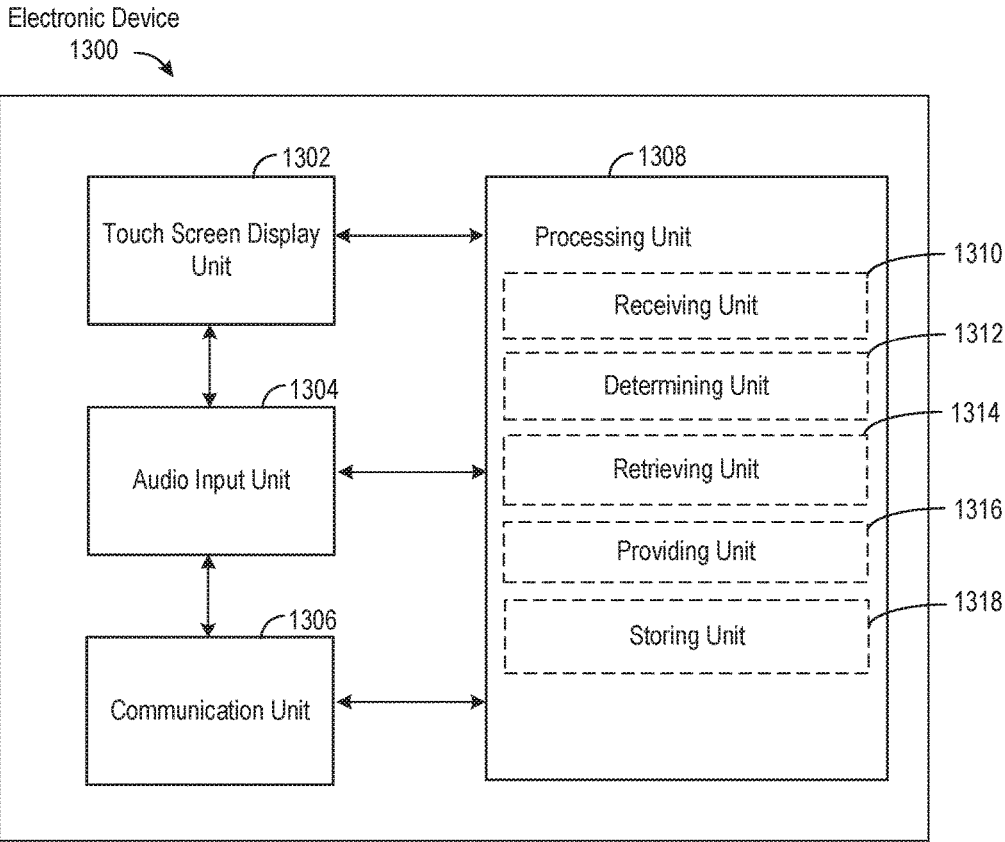 Electronic Device
1300
1302
Touch Screen Display
Unit
1304
Audio Input Unit
1306
Communication Unit
1308
Processing Unit
1310
Receiving Unit
1312
Determining Unit
1314
Retrieving Unit
1316
Providing Unit
1318
Storing Unit